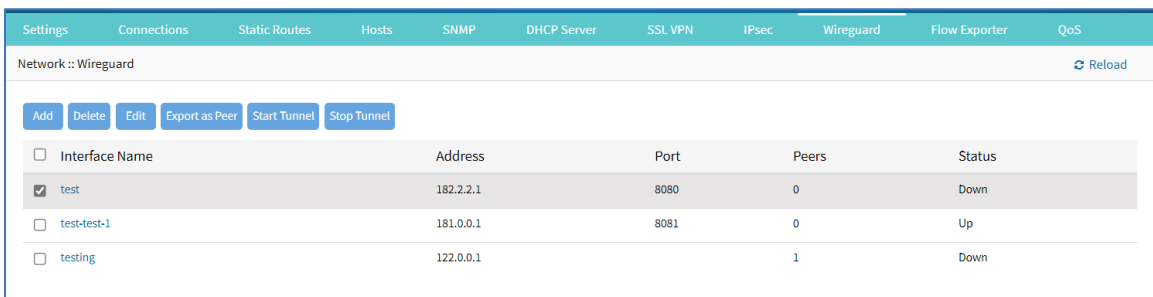 Settings Connections Static Routes Hosts SNMP DHCP Server SSL VPN IPsec Wireguard Flow Exporter QoS
Network :: Wireguard Reload
Add Delete Edit Export as Peer Start Tunnel Stop Tunnel
Interface Name Address Port Peers Status
test 182.2.2.1 8080 0 Down
test-test-1 181.0.0.1 8081 0 Up
testing 122.0.0.1 1 Down